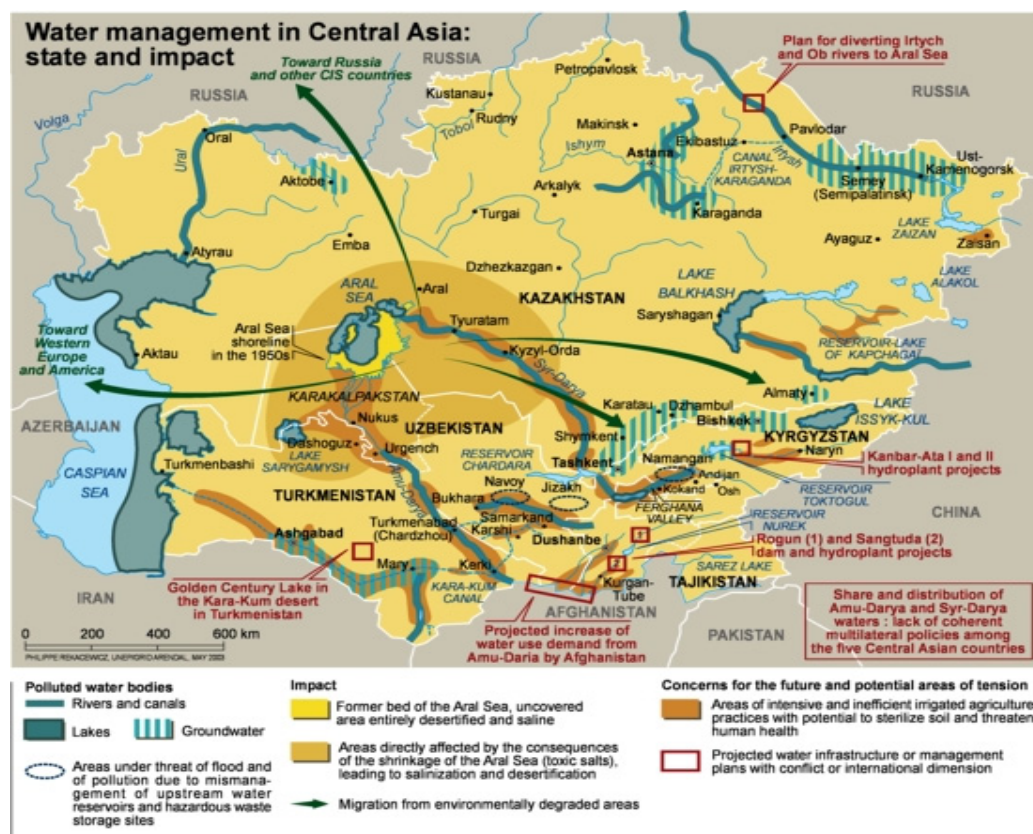 Water management in Central Asia:
state and impact
Toward Russia
and other CIS countries
RUSSIA
RUSSIA
Plan for diverting Irtych
and Ob rivers to Aral Sea
RUSSIA
Volga
Petropavlosk
Kustanau
Rudny
Tobol
Oral
Ural
Makinsk
Ishym
Ekibastuz
Pavlodar
Irtysh
Astana
CANAL
IRTYSH-
KARAGANDA
Ust-
Kamenogorsk
Semey
(Semipalatinsk)
Aktobe
Arkalyk
Karaganda
Turgai
LAKE
ZAIZAN
Emba
Ayaguz
Zaisan
Atyrau
Dzhezkazgan
LAKE
BALKHASH
LAKE
ALAKOL
ARAL
SEA
Aral
KAZAKHSTAN
Saryshagan
Aral Sea
shoreline
in the 1950s
Tyuratam
RESERVOIR-LAKE
OF KAPCHAGAI
Toward
Western
Europe
and America
Aktau
Kyzyl-Orda
Syr-Darya
Almaty
KARAKALPAKSTAN
Karatau
Dzhambul
LAKE
ISSYK-KUL
Bishkek
Nukus
AZERBAIJAN
UZBEKISTAN
Shymkent
KYRGYZSTAN
Dashoguz
Urgench
LAKE
SARYGAMYSH
RESERVOIR
CHARDARA
Tashkent
Namangan
Naryn
Kanbar-Ata I and II
hydroplant projects
CASPIAN
SEA
Turkmenbashi
Amu-Darya
Navoy
Jizakh
Andijan
Kokand
Osh
RESERVOIR
TOKTOGUL
TURKMENISTAN
Bukhara
Samarkand
FERGHANA
VALLEY
CHINA
Turkmenabad
(Chardzhou)
Karshi
Dushanbe
RESERVOIR
NUREK
Ashgabad
1
Rogun (1) and Sangtuda (2)
dam and hydroplant projects
Mary
Kerki
2
SAREZ LAKE
Golden Century Lake in
the Kara-Kum desert
in Turkmenistan
KARA-KUM
CANAL
Kurgan-
Tube
TAJIKISTAN
IRAN
AFGHANISTAN
Share and distribution of
Amu-Darya and Syr-Darya
waters : lack of coherent
multilateral policies among
the five Central Asian countries
Projected increase of
water use demand from
Amu-Daria by Afghanistan
PAKISTAN
0 200 400 600 km
PHILIPPE REKACEWICZ, UNEP/GRID ARENDAL, MAY 2003
Polluted water bodies
Rivers and canals
Lakes
Groundwater
Areas under threat of flood and
of pollution due to mismana-
gement of upstream water
reservoirs and hazardous waste
storage sites
Impact
Former bed of the Aral Sea, uncovered
area entirely desertified and saline
Areas directly affected by the consequences
of the shrinkage of the Aral Sea (toxic salts),
leading to salinization and desertification
Migration from environmentally degraded areas
Concerns for the future and potential areas of tension
Areas of intensive and inefficient irrigated agriculture
practices with potential to sterilize soil and threaten
human health
Projected water infrastructure or management
plans with conflict or international dimension